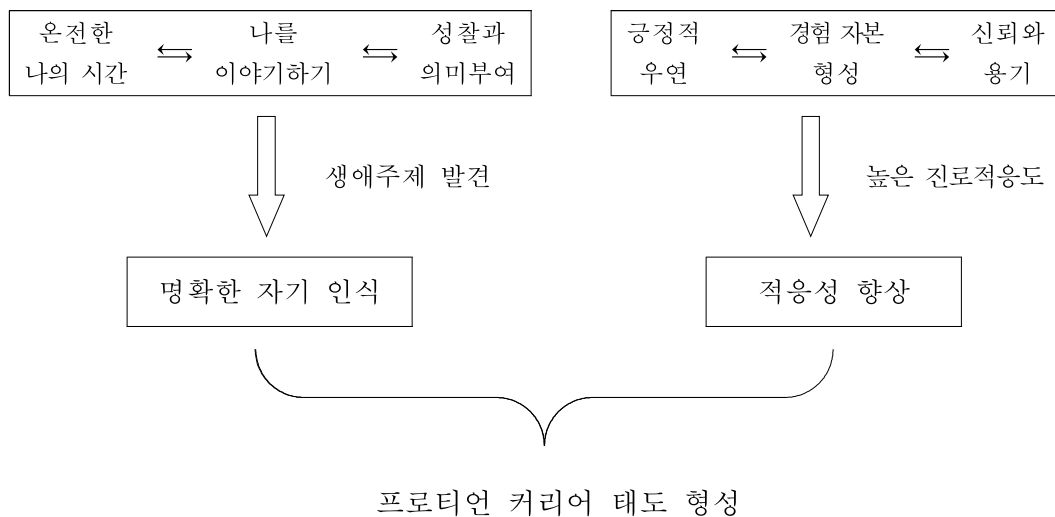 온전한 나의 시간 ⇆ 나를 이야기하기 ⇆ 성찰과 의미부여
긍정적 우연 ⇆ 경험 자본 형성 ⇆ 신뢰와 용기
생애주제 발견
높은 진로적응도
명확한 자기 인식
적응성 향상
프로티언 커리어 태도 형성